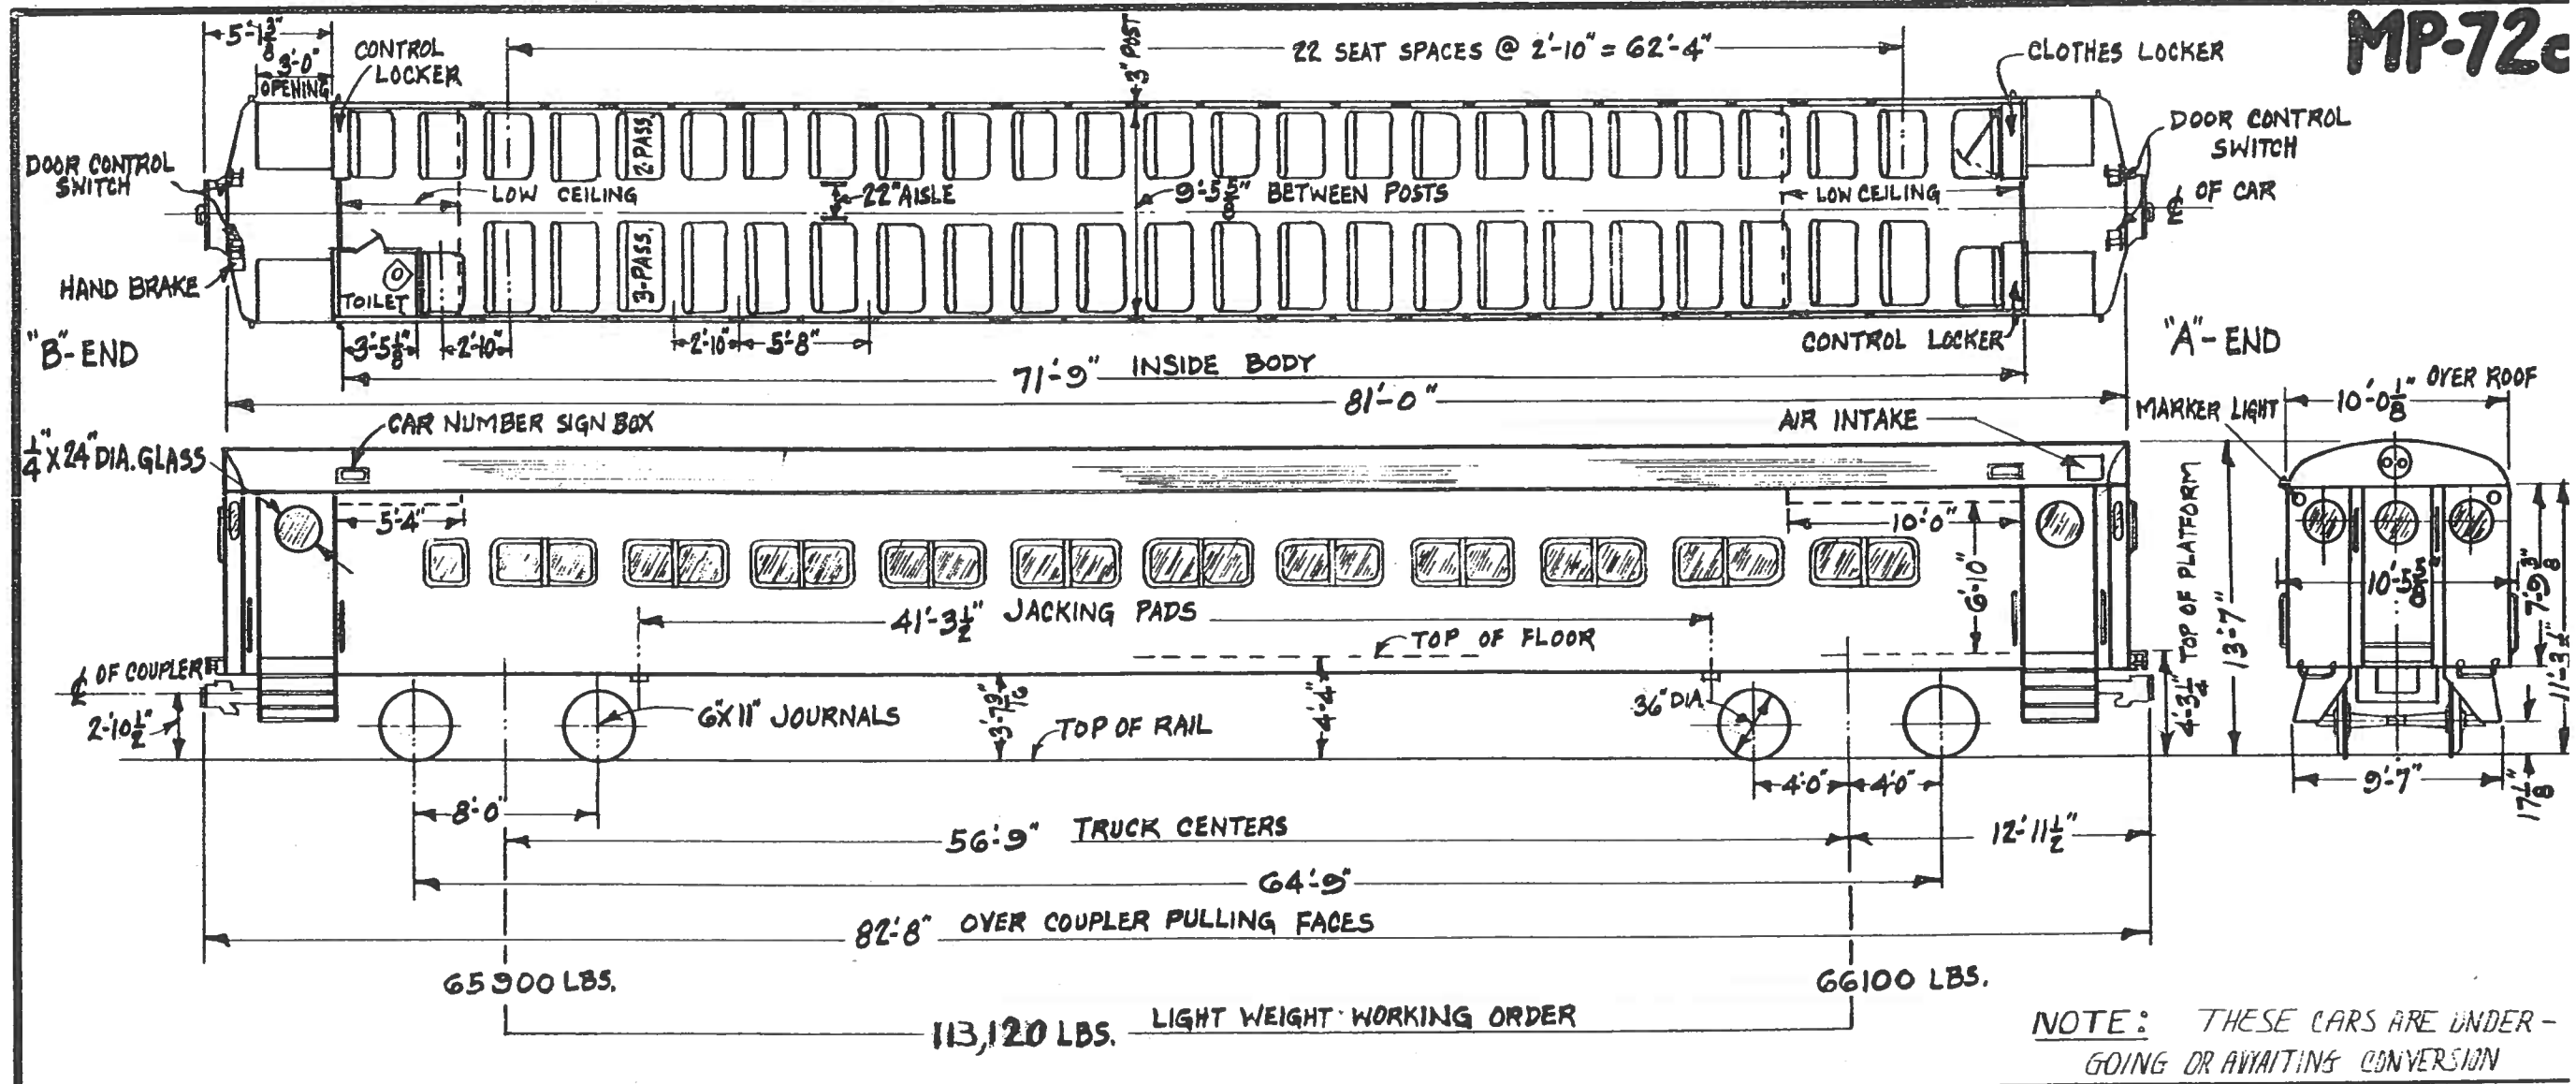 MP-72c
5'-1 3/8"
3'-0"
OPENING
CONTROL
LOCKER
3" POST
22 SEAT SPACES @ 2'-10" = 62'-4"
CLOTHES LOCKER
DOOR CONTROL
SWITCH
2-PASS.
DOOR CONTROL
SWITCH
LOW CEILING
22" AISLE
9'-5 5/8" BETWEEN POSTS
LOW CEILING
℄ OF CAR
HAND BRAKE
TOILET
3-PASS.
"B"-END
3'-5 1/8"
2'-10"
2'-10"
5'-8"
CONTROL LOCKER
"A"-END
71'-9" INSIDE BODY
81'-0"
10'-0 1/8" OVER ROOF
MARKER LIGHT
CAR NUMBER SIGN BOX
AIR INTAKE
1/4" X 24" DIA. GLASS
5'-4"
10'-0"
6'-10"
4'-3 1/4" TOP OF PLATFORM
13'-7"
10'-5/8"
7'-9 3/8"
11'-3 1/2"
41'-3 1/2" JACKING PADS
TOP OF FLOOR
℄ OF COUPLER
2'-10 1/2"
6" X 11" JOURNALS
3'-7 9/16"
4'-4"
TOP OF RAIL
36" DIA.
4'-0"
4'-0"
9'-7"
17 1/8"
8'-0"
56'-9" TRUCK CENTERS
12'-11 1/2"
64'-9"
82'-8" OVER COUPLER PULLING FACES
65900 LBS.
66100 LBS.
113,120 LBS. LIGHT WEIGHT WORKING ORDER
NOTE: THESE CARS ARE UNDER-
GOING OR AWAITING CONVERSION